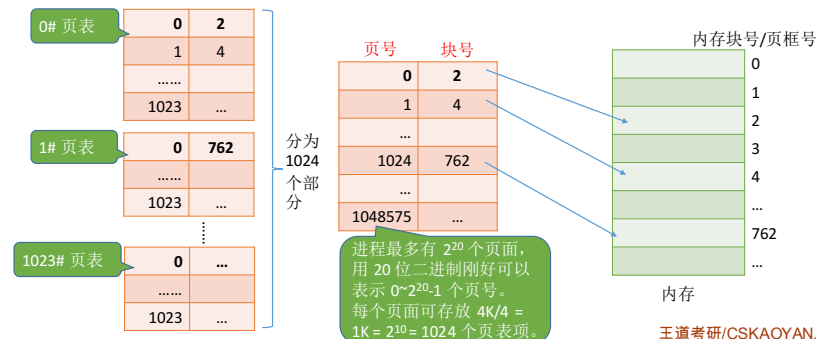 0# 页表
0 2
1 4
……
1023 …
1# 页表
0 762
……
1023 …
1023# 页表
0 …
……
1023 …
分为
1024
个部
分
页号 块号
0 2
1 4
…
1024 762
…
1048575 …
进程最多有 2²⁰ 个页面，
用 20 位二进制刚好可以
表示 0~2²⁰-1 个页号。
每个页面可存放 4K/4 =
1K = 2¹⁰ = 1024 个页表项。
内存块号/页框号
0
1
2
3
4
…
762
…
内存
王道考研/CSKAOYAN.